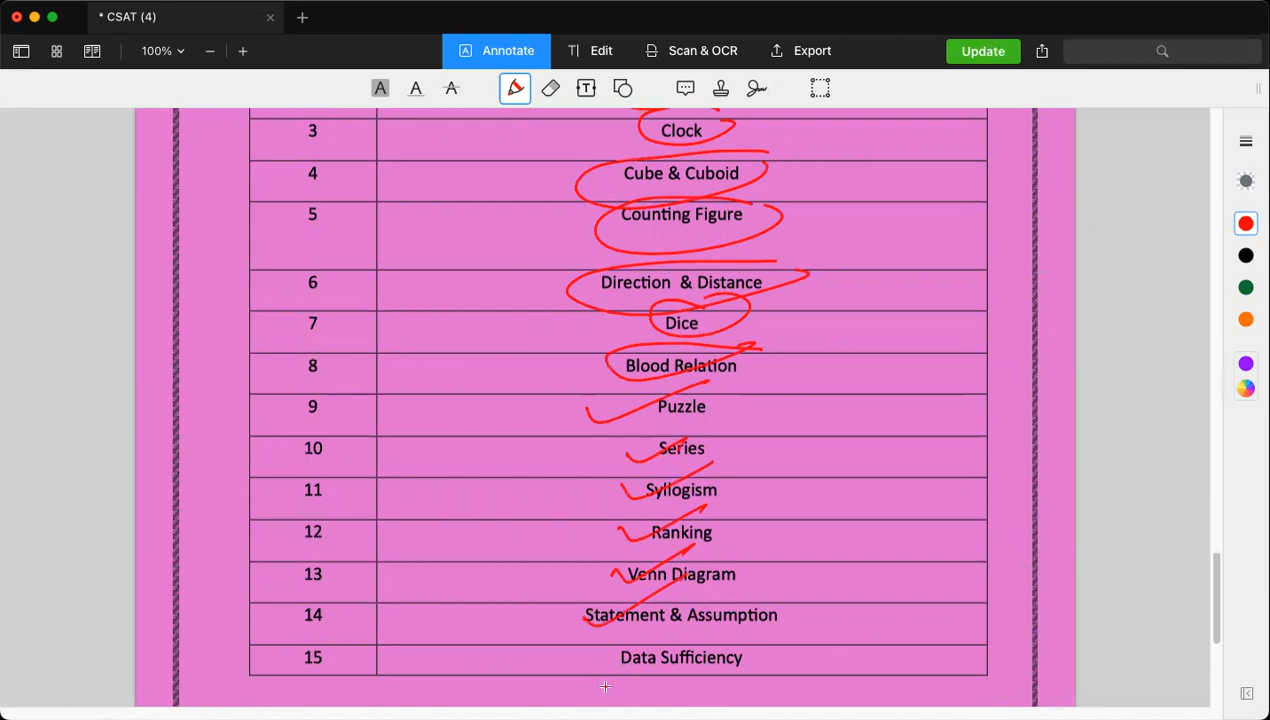 * CSAT (4)
100%
Annotate
Edit
Scan & OCR
Export
Update
A A A T
3 Clock
4 Cube & Cuboid
5 Counting Figure
6 Direction & Distance
7 Dice
8 Blood Relation
9 Puzzle
10 Series
11 Syllogism
12 Ranking
13 Venn Diagram
14 Statement & Assumption
15 Data Sufficiency